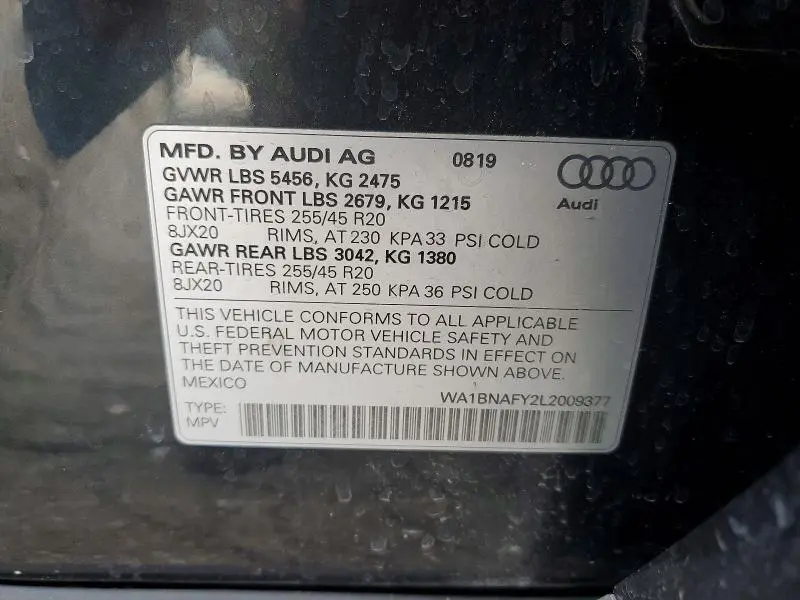 MFD. BY AUDI AG 0819
GVWR LBS 5456, KG 2475
GAWR FRONT LBS 2679, KG 1215
FRONT-TIRES 255/45 R20
8JX20 RIMS, AT 230 KPA 33 PSI COLD
GAWR REAR LBS 3042, KG 1380
REAR-TIRES 255/45 R20
8JX20 RIMS, AT 250 KPA 36 PSI COLD
Audi
THIS VEHICLE CONFORMS TO ALL APPLICABLE
U.S. FEDERAL MOTOR VEHICLE SAFETY AND
THEFT PREVENTION STANDARDS IN EFFECT ON
THE DATE OF MANUFACTURE SHOWN ABOVE.
MEXICO
WA1BNAFY2L2009377
TYPE:
MPV